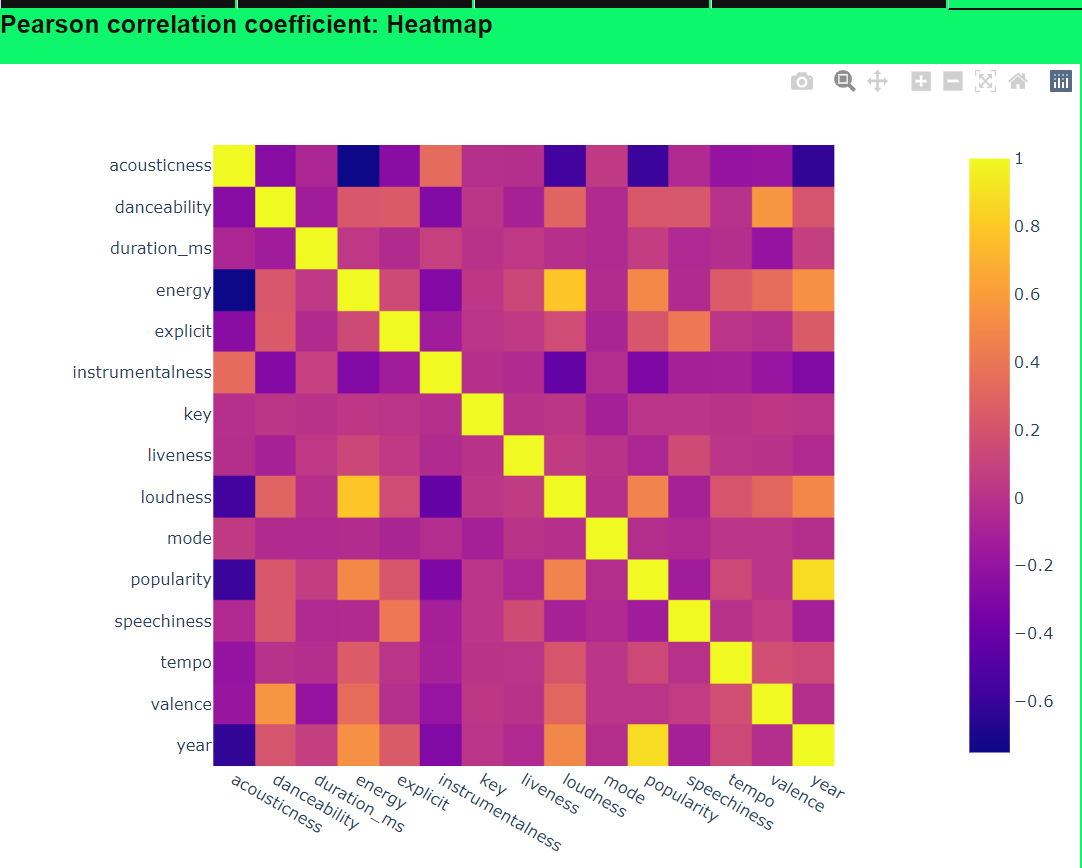 Pearson correlation coefficient: Heatmap
acousticness
danceability
duration_ms
energy
explicit
instrumentalness
key
liveness
loudness
mode
popularity
speechiness
tempo
valence
year
acousticness
danceability
duration_ms
energy
explicit
instrumentalness
key
liveness
loudness
mode
popularity
speechiness
tempo
valence
year
1
0.8
0.6
0.4
0.2
0
−0.2
−0.4
−0.6